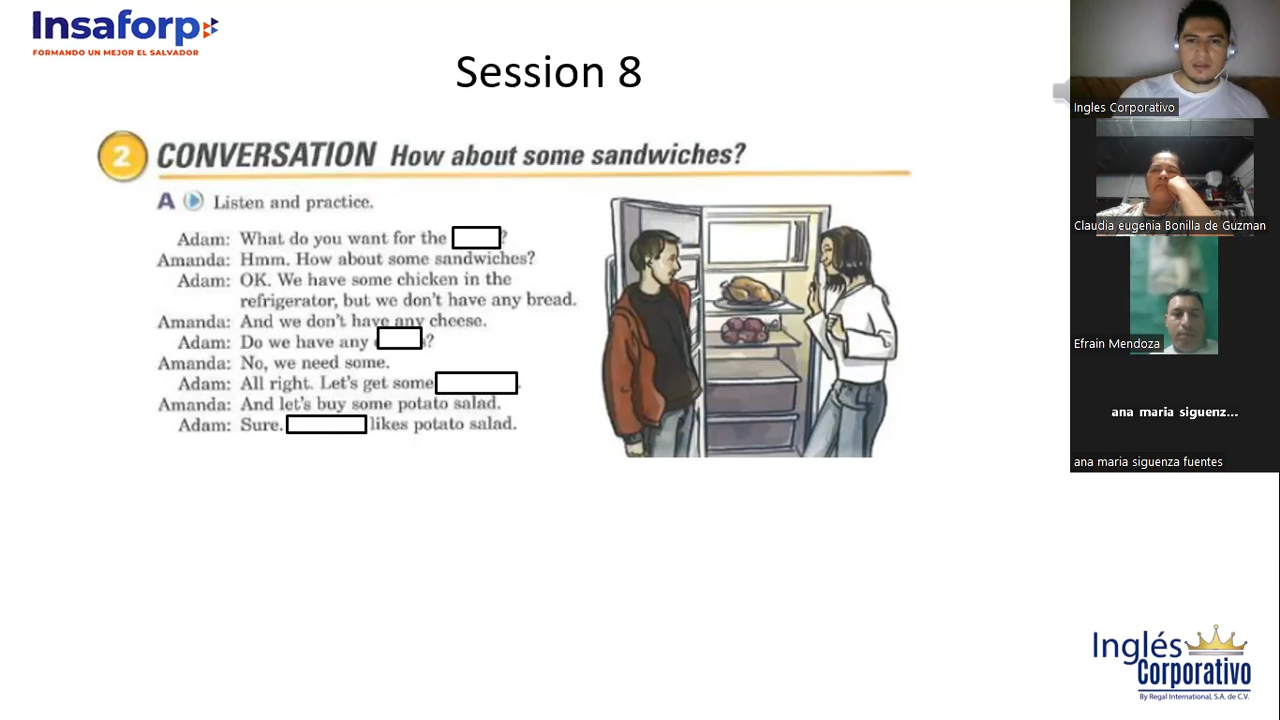 Insaforp
FORMANDO UN MEJOR EL SALVADOR
Session 8
2 CONVERSATION How about some sandwiches?
A Listen and practice.
Adam: What do you want for the ?
Amanda: Hmm. How about some sandwiches?
Adam: OK. We have some chicken in the
refrigerator, but we don't have any bread.
Amanda: And we don't have any cheese.
Adam: Do we have any ?
Amanda: No, we need some.
Adam: All right. Let's get some .
Amanda: And let's buy some potato salad.
Adam: Sure. likes potato salad.
Ingles Corporativo
Claudia eugenia Bonilla de Guzman
Efrain Mendoza
ana maria siguenz...
ana maria siguenza fuentes
Inglés
Corporativo
By Regal International, S.A. de C.V.